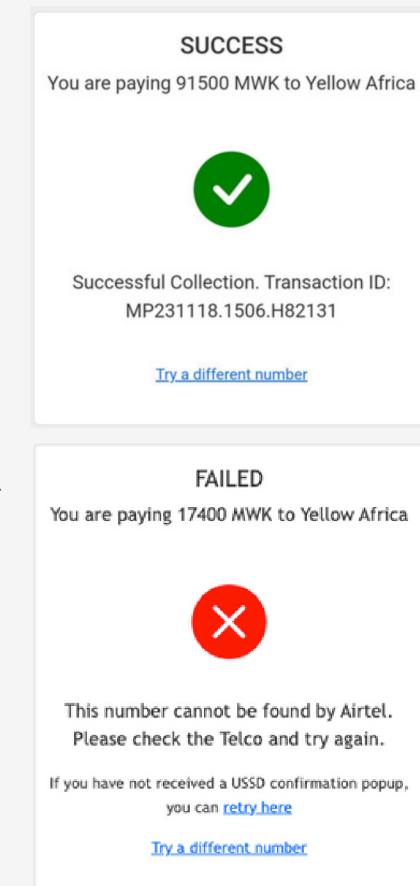 SUCCESS
You are paying 91500 MWK to Yellow Africa
Successful Collection. Transaction ID:
MP231118.1506.H82131
Try a different number
FAILED
You are paying 17400 MWK to Yellow Africa
This number cannot be found by Airtel.
Please check the Telco and try again.
If you have not received a USSD confirmation popup,
you can retry here
Try a different number